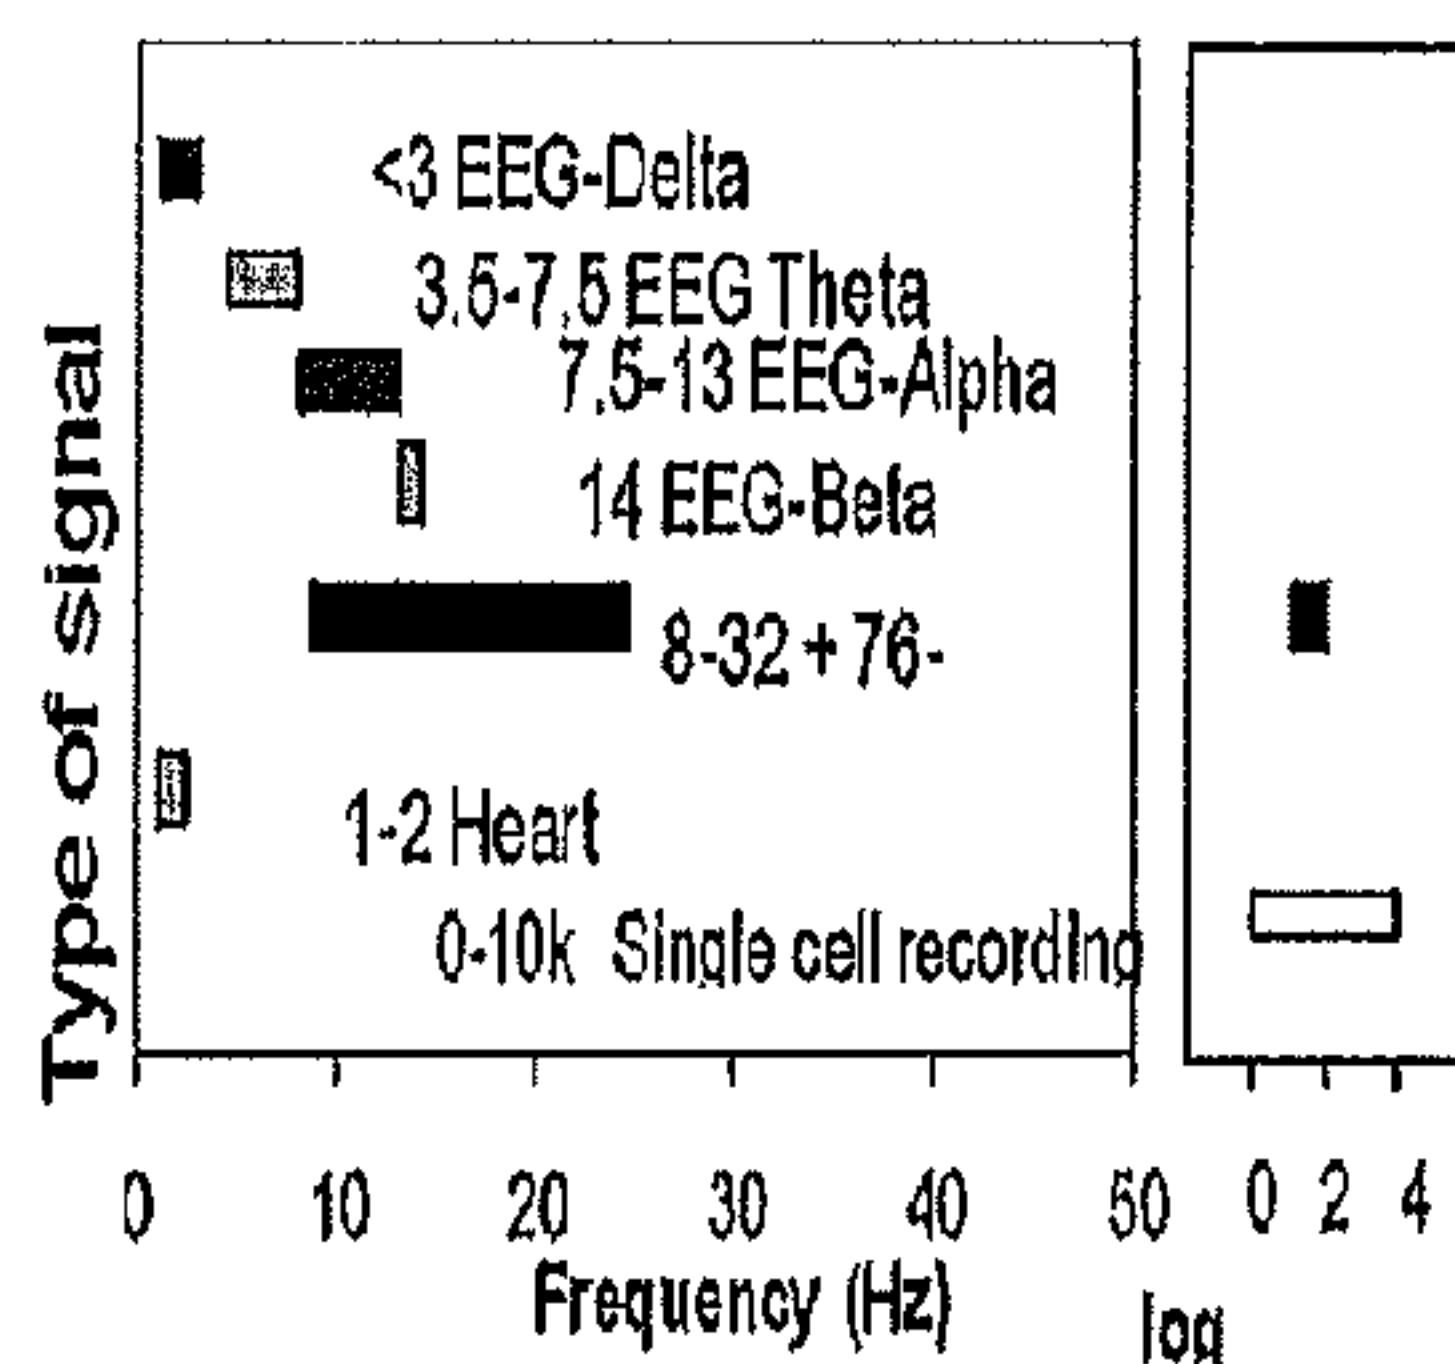 <3 EEG-Delta
3.5-7.5 EEG Theta
7.5-13 EEG-Alpha
14 EEG-Beta
8-32 + 76-
1-2 Heart
0-10k Single cell recording
Type of signal
0 10 20 30 40 50 0 2 4
Frequency (Hz)
log